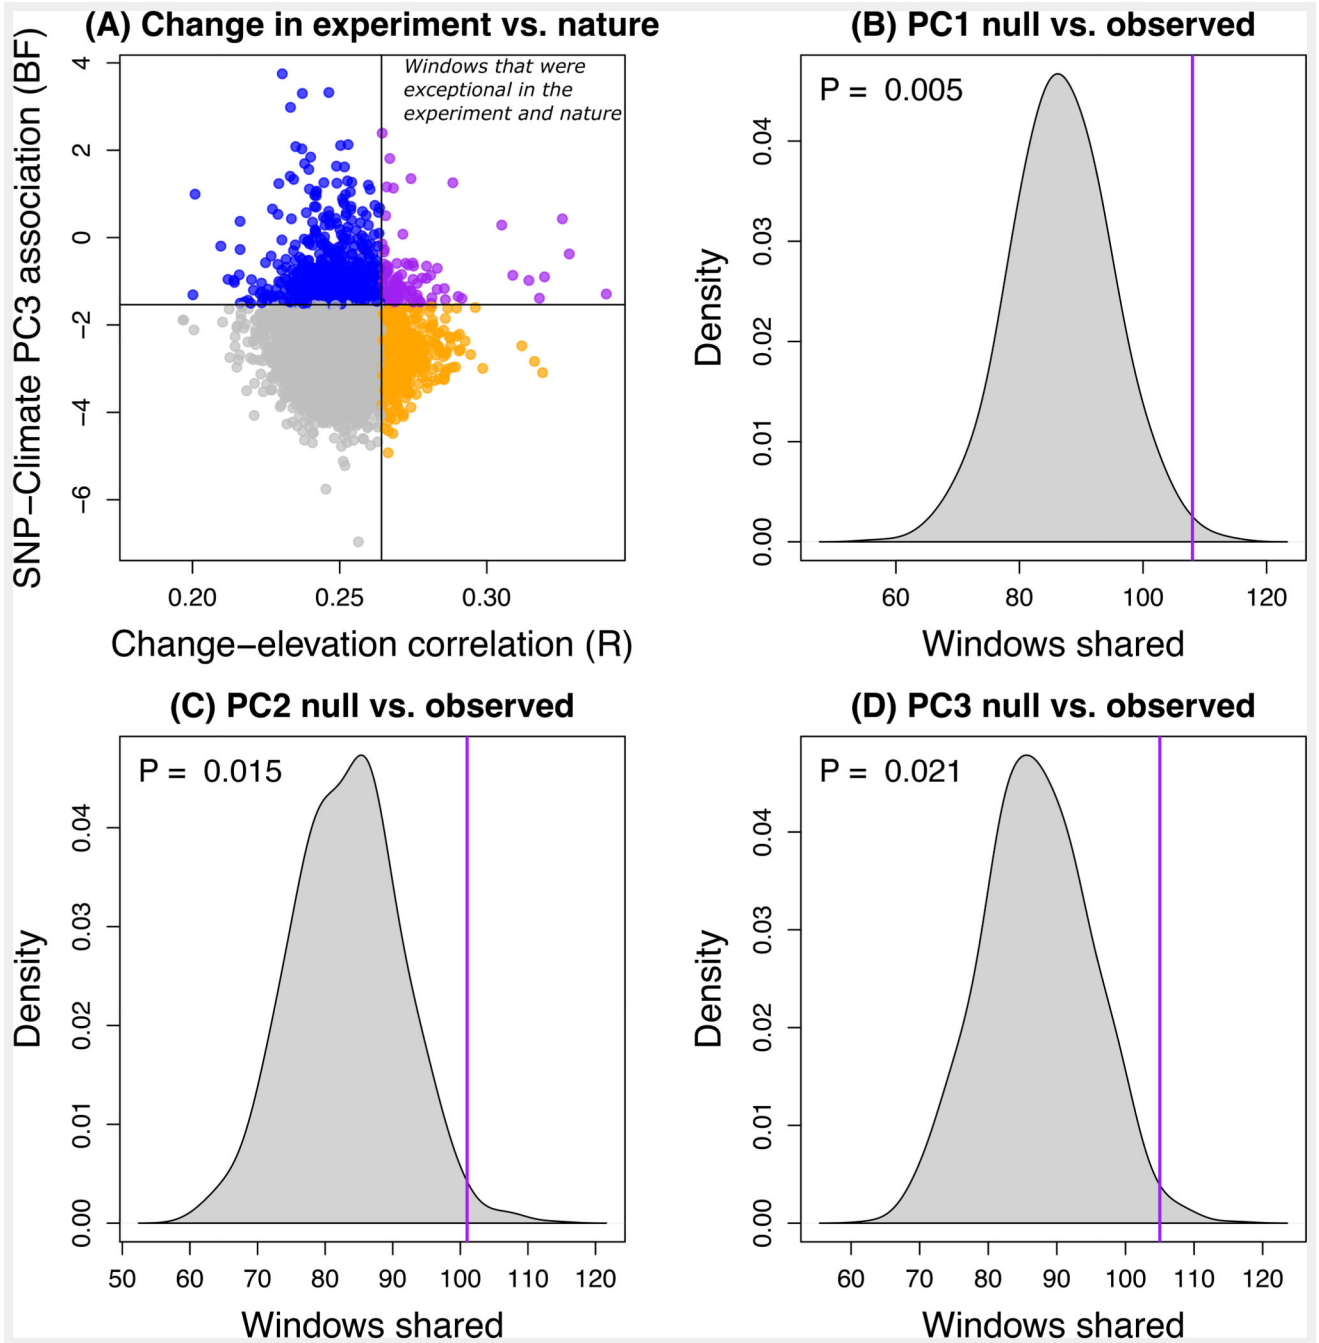 (A) Change in experiment vs. nature
SNP−Climate PC3 association (BF)
4
2
0
−2
−4
−6
Windows that were
exceptional in the
experiment and nature
0.20
0.25
0.30
Change−elevation correlation (R)
(B) PC1 null vs. observed
P = 0.005
Density
0.04
0.03
0.02
0.01
0.00
60
80
100
120
Windows shared
(C) PC2 null vs. observed
P = 0.015
Density
0.04
0.03
0.02
0.01
0.00
50
60
70
80
90
100
110
120
Windows shared
(D) PC3 null vs. observed
P = 0.021
Density
0.04
0.03
0.02
0.01
0.00
60
70
80
90
100
110
120
Windows shared